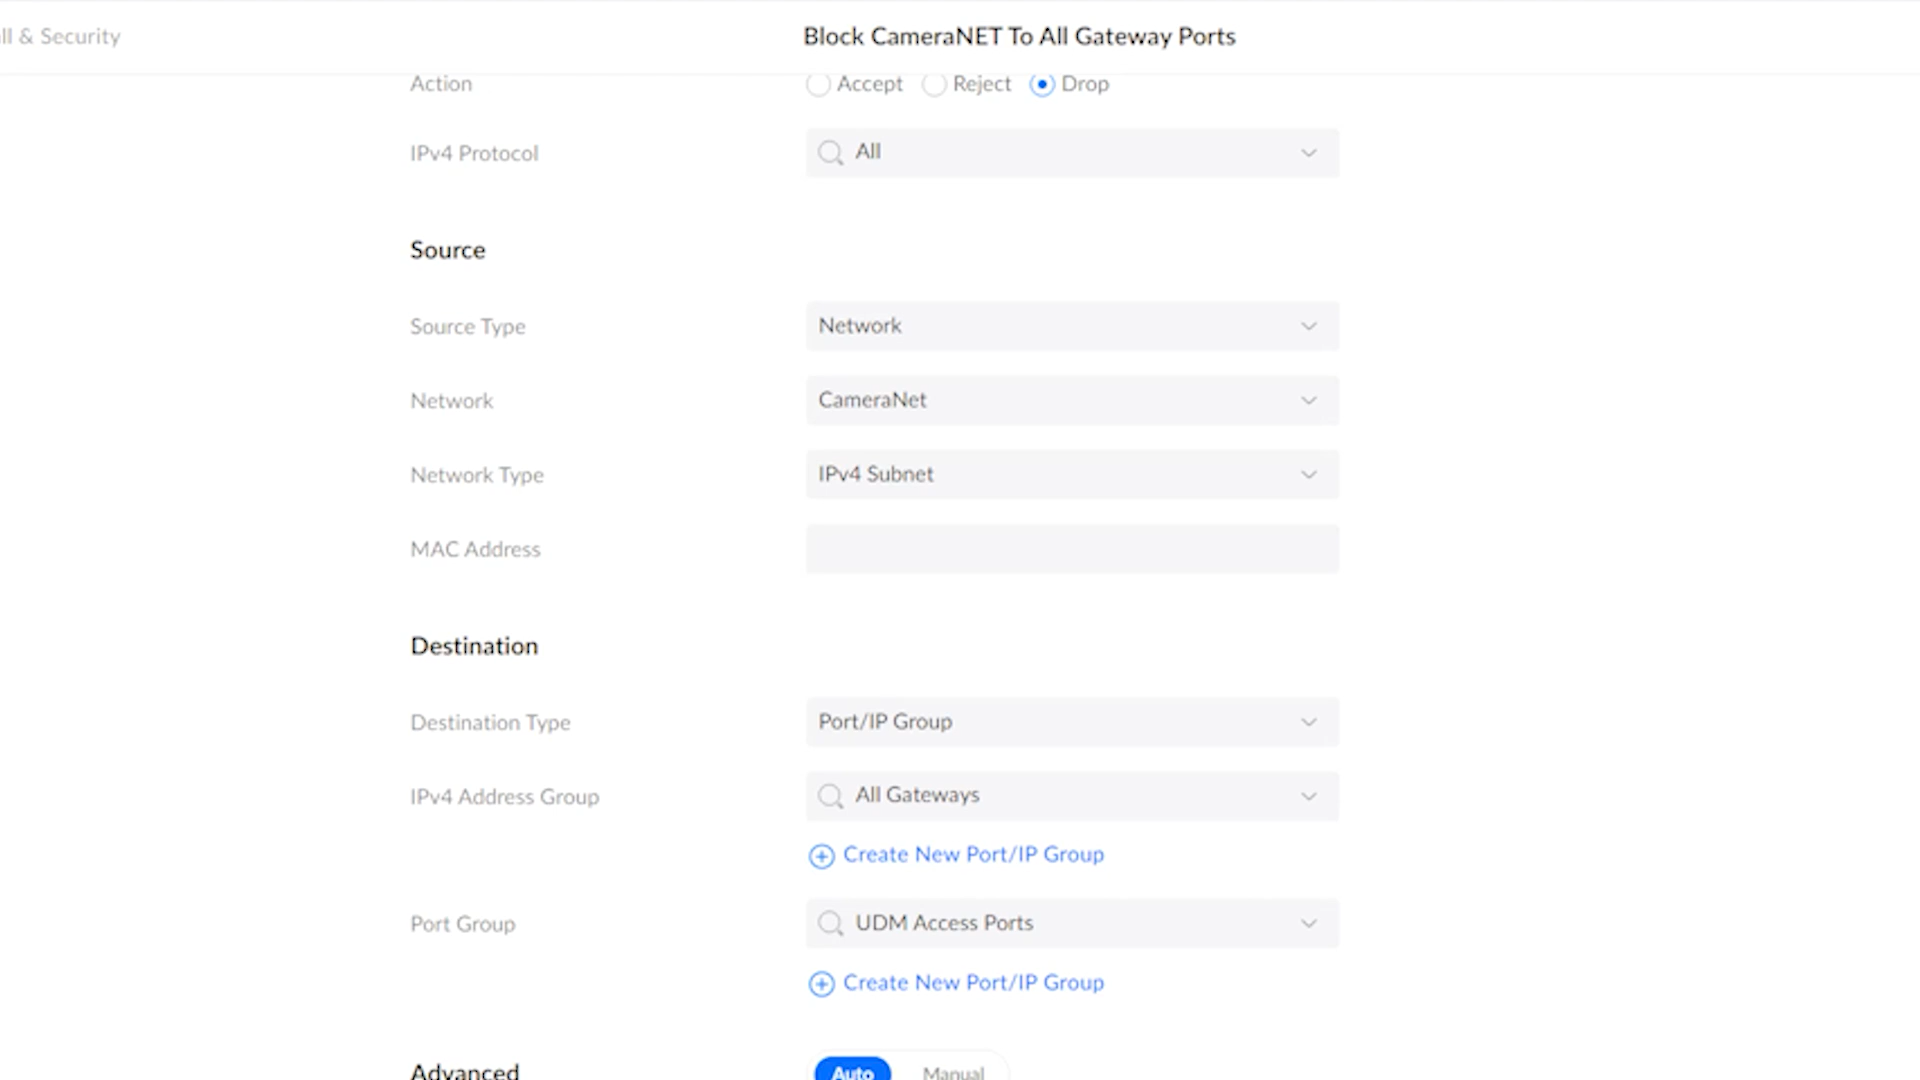 ll & Security
Block CameraNET To All Gateway Ports
Action
Accept
Reject
Drop
IPv4 Protocol
All
Source
Source Type
Network
Network
CameraNet
Network Type
IPv4 Subnet
MAC Address
Destination
Destination Type
Port/IP Group
IPv4 Address Group
All Gateways
Create New Port/IP Group
Port Group
UDM Access Ports
Create New Port/IP Group
Advanced
Auto
Manual